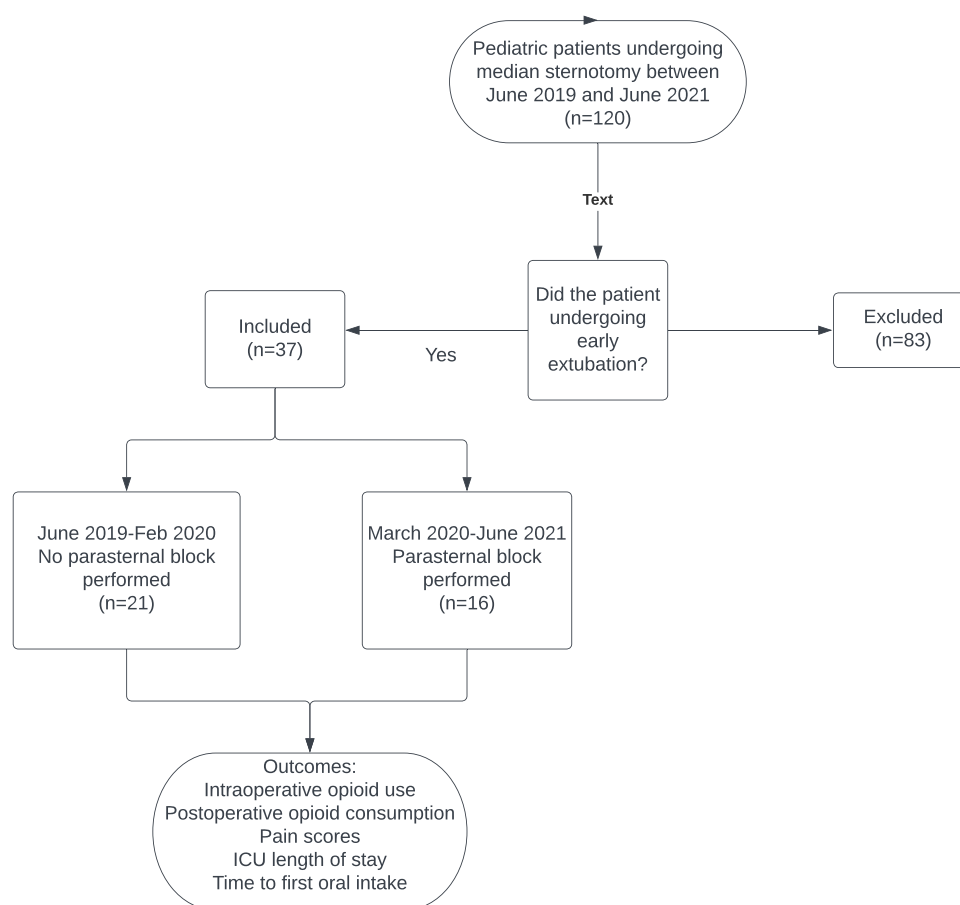 Pediatric patients undergoing
median sternotomy between
June 2019 and June 2021
(n=120)
Text
Did the patient
undergoing
early
extubation?
Included
(n=37)
Yes
Excluded
(n=83)
June 2019-Feb 2020
No parasternal block
performed
(n=21)
March 2020-June 2021
Parasternal block
performed
(n=16)
Outcomes:
Intraoperative opioid use
Postoperative opioid consumption
Pain scores
ICU length of stay
Time to first oral intake